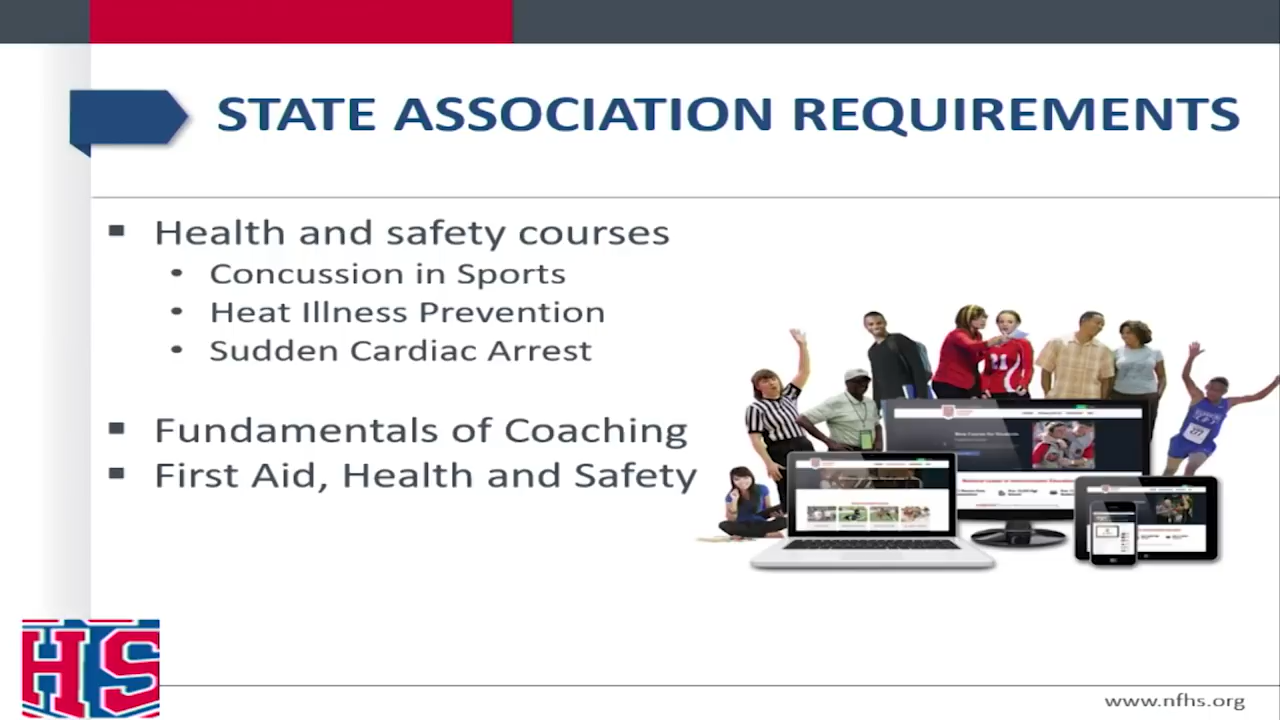 STATE ASSOCIATION REQUIREMENTS
▪ Health and safety courses
• Concussion in Sports
• Heat Illness Prevention
• Sudden Cardiac Arrest
▪ Fundamentals of Coaching
▪ First Aid, Health and Safety
21
HS
www.nfhs.org